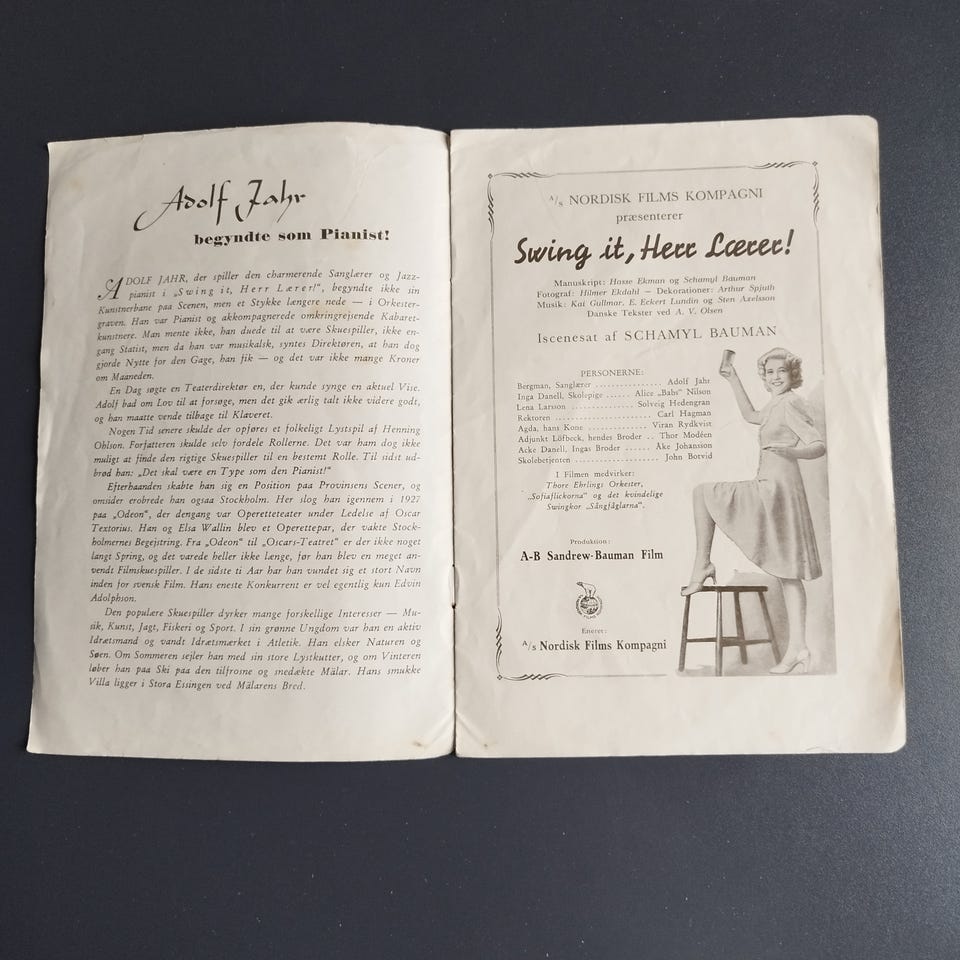 Adolf Jahr
begyndte som Pianist!
ADOLF JAHR, der spiller den charmerende Sanglærer og Jazz-
pianist i „Swing it, Herr Lærer!“, begyndte ikke sin
Kunstnerbane paa Scenen, men et Stykke længere nede — i Orkester-
graven. Han var Pianist og akkompagnerede omkringrejsende Kabaret-
kunstnere. Man mente ikke, han duede til at være Skuespiller, ikke en-
gang Statist, men da han var musikalsk, syntes Direktøren, at han dog
gjorde Nytte for den Gage, han fik — og det var ikke mange Kroner
om Maaneden.
En Dag søgte en Teaterdirektør en, der kunde synge en aktuel Vise.
Adolf bad om Lov til at forsøge, men det gik ærlig talt ikke videre godt,
og han maatte vende tilbage til Klaveret.
Nogen Tid senere skulde der opføres et folkeligt Lystspil af Henning
Ohlson. Forfatteren skulde selv fordele Rollerne. Det var ham dog ikke
muligt at finde den rigtige Skuespiller til en bestemt Rolle. Til sidst ud-
brød han: „Det skal være en Type som den Pianist!“
Efterhaanden skabte han sig en Position paa Provinsens Scener, og
omsider erobrede han ogsaa Stockholm. Her slog han igennem i 1927
paa „Odeon“, der dengang var Operetteteater under Ledelse af Oscar
Textorius. Han og Elsa Wallin blev et Operettepar, der vakte Stock-
holmernes Begejstring. Fra „Odeon“ til „Oscars-Teatret“ er der ikke noget
langt Spring, og det varede heller ikke længe, før han blev en meget an-
vendt Filmskuespiller. I de sidste ti Aar har han vundet sig et stort Navn
inden for svensk Film. Hans eneste Konkurrent er vel egentlig kun Edvin
Adolphson.
Den populære Skuespiller dyrker mange forskellige Interesser — Mu-
sik, Kunst, Jagt, Fiskeri og Sport. I sin grønne Ungdom var han en aktiv
Idrætsmand og vandt Idrætsmærket i Atletik. Han elsker Naturen og
Søen. Om Sommeren sejler han med sin store Lystkutter, og om Vinteren
løber han paa Ski paa den tilfrosne og snedækte Mälar. Hans smukke
Villa ligger i Stora Essingen ved Mälarens Bred.
A/s NORDISK FILMS KOMPAGNI
præsenterer
Swing it, Herr Lærer!
Manuskript: Hasse Ekman og Schamyl Bauman
Fotograf: Hilmer Ekdahl — Dekorationer: Arthur Spjuth
Musik: Kai Gullmar, E. Eckert Lundin og Sten Axelsson
Danske Tekster ved A. V. Olsen
Iscenesat af SCHAMYL BAUMAN
PERSONERNE:
Bergman, Sanglærer ................ Adolf Jahr
Inga Danell, Skolepige ...... Alice „Babs“ Nilson
Lena Larsson ................ Solveig Hedengran
Rektoren ........................ Carl Hagman
Agda, hans Kone ............... Viran Rydkvist
Adjunkt Löfbeck, hendes Broder .. Thor Modéen
Acke Danell, Ingas Broder ...... Åke Johansson
Skolebetjenten .................... John Botvid
I Filmen medvirker:
Thore Ehrlings Orkester,
„Sofiaflickorna“ og det kvindelige
Swingkor „Sångfåglarna“.
Produktion:
A-B Sandrew-Bauman Film
Eneret:
A/s Nordisk Films Kompagni